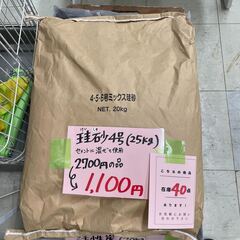 4-5-6号ミックス珪砂
NET. 20kg
珪砂4号(25kg)
セメントに混ぜて使用
2700円の品
1,100円
こちらの商品
在庫40点
あります!